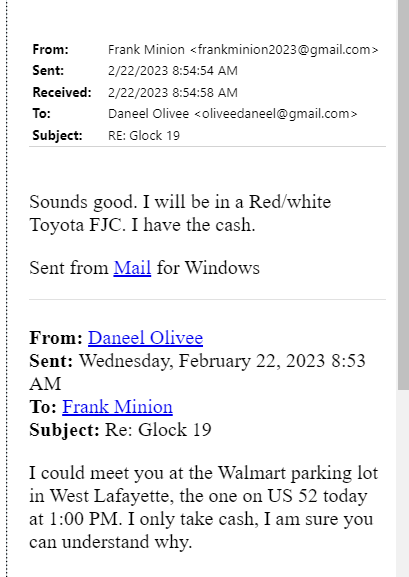 From: Frank Minion <frankminion2023@gmail.com>
Sent: 2/22/2023 8:54:54 AM
Received: 2/22/2023 8:54:58 AM
To: Daneel Olivee <oliveedaneel@gmail.com>
Subject: RE: Glock 19
Sounds good. I will be in a Red/white
Toyota FJC. I have the cash.
Sent from Mail for Windows
From: Daneel Olivee
Sent: Wednesday, February 22, 2023 8:53
AM
To: Frank Minion
Subject: Re: Glock 19
I could meet you at the Walmart parking lot
in West Lafayette, the one on US 52 today
at 1:00 PM. I only take cash, I am sure you
can understand why.